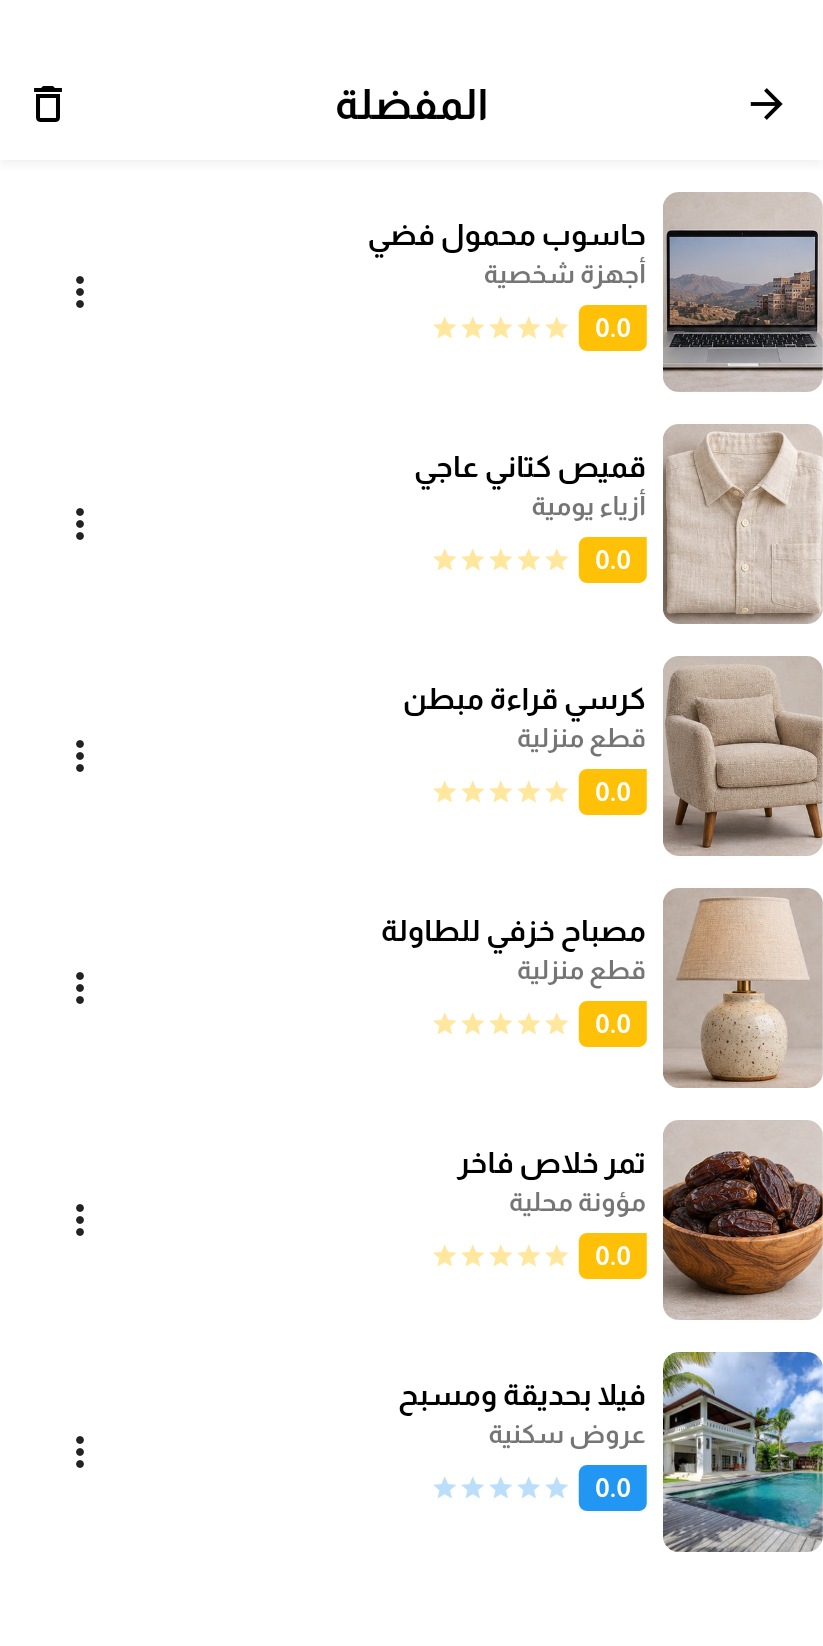 المفضلة
حاسوب محمول فضي
أجهزة شخصية
0.0
قميص كتاني عاجي
أزياء يومية
0.0
كرسي قراءة مبطن
قطع منزلية
0.0
مصباح خزفي للطاولة
قطع منزلية
0.0
تمر خلاص فاخر
مؤونة محلية
0.0
فيلا بحديقة ومسبح
عروض سكنية
0.0